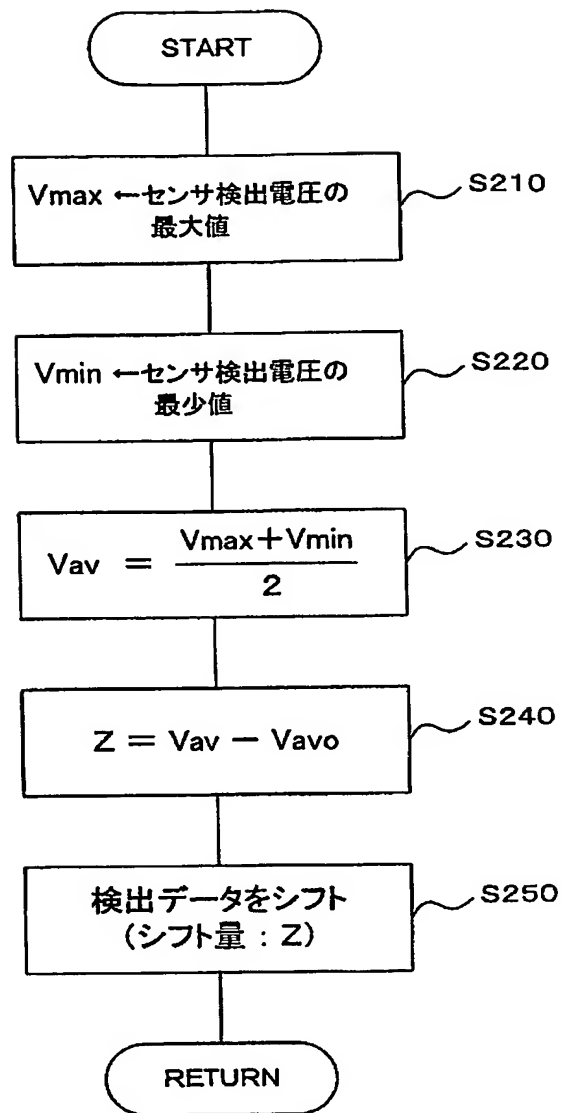 START
Vmax ←センサ検出電圧の
最大値
S210
Vmin ←センサ検出電圧の
最少値
S220
Vav = (Vmax+Vmin)/2
S230
Z = Vav − Vavo
S240
検出データをシフト
(シフト量:Z)
S250
RETURN